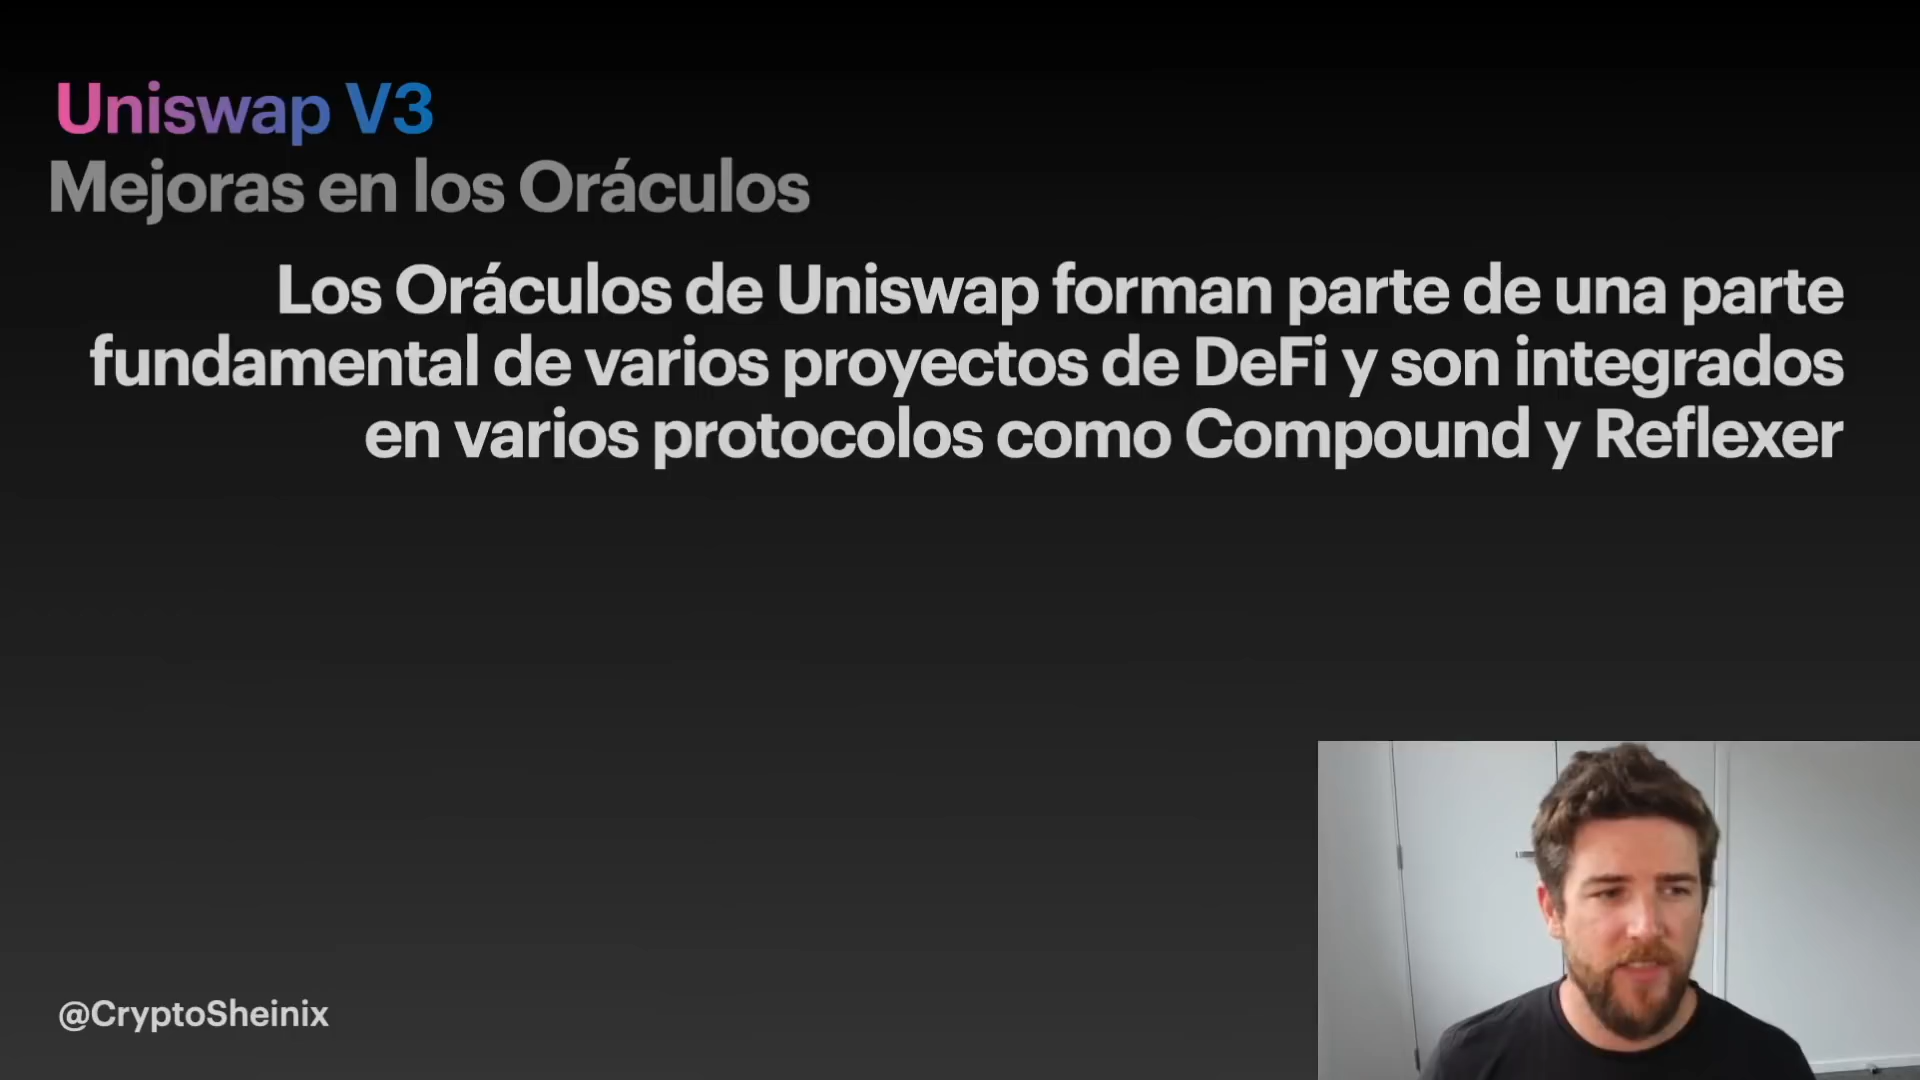 Uniswap V3
Mejoras en los Oráculos
Los Oráculos de Uniswap forman parte de una parte
fundamental de varios proyectos de DeFi y son integrados
en varios protocolos como Compound y Reflexer
@CryptoSheinix